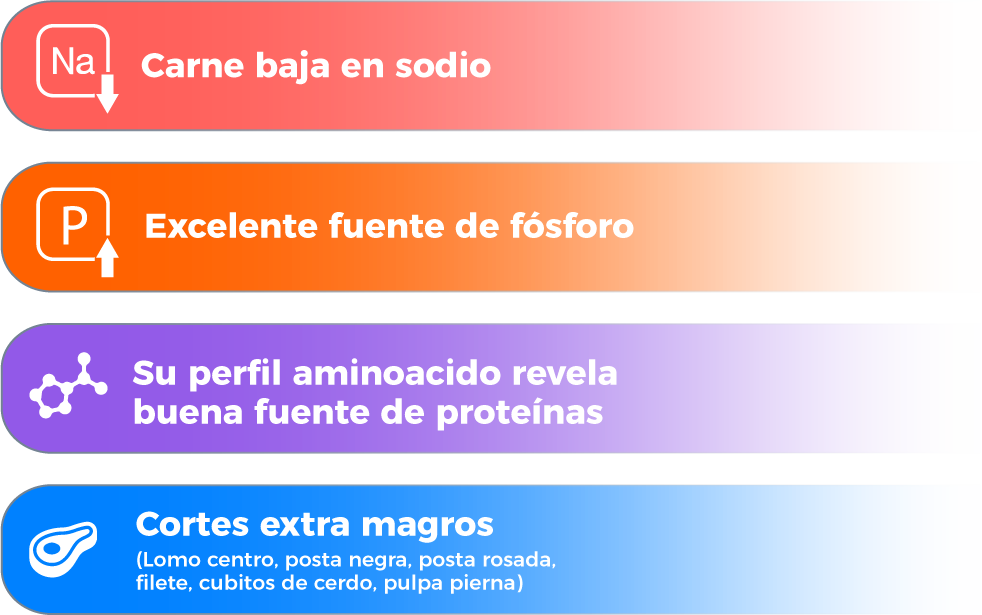 Na
Carne baja en sodio
P
Excelente fuente de fósforo
Su perfil aminoacido revela
buena fuente de proteínas
Cortes extra magros
(Lomo centro, posta negra, posta rosada,
filete, cubitos de cerdo, pulpa pierna)